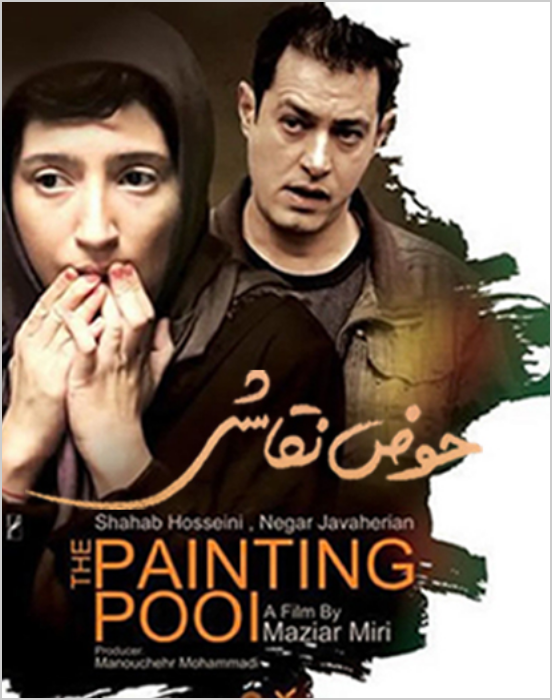 حوض نقاشی
Shahab Hosseini , Negar Javaherian
THE
PAINTING
POOl
A Film By
Maziar Miri
Producer
Manouchehr Mohammadi